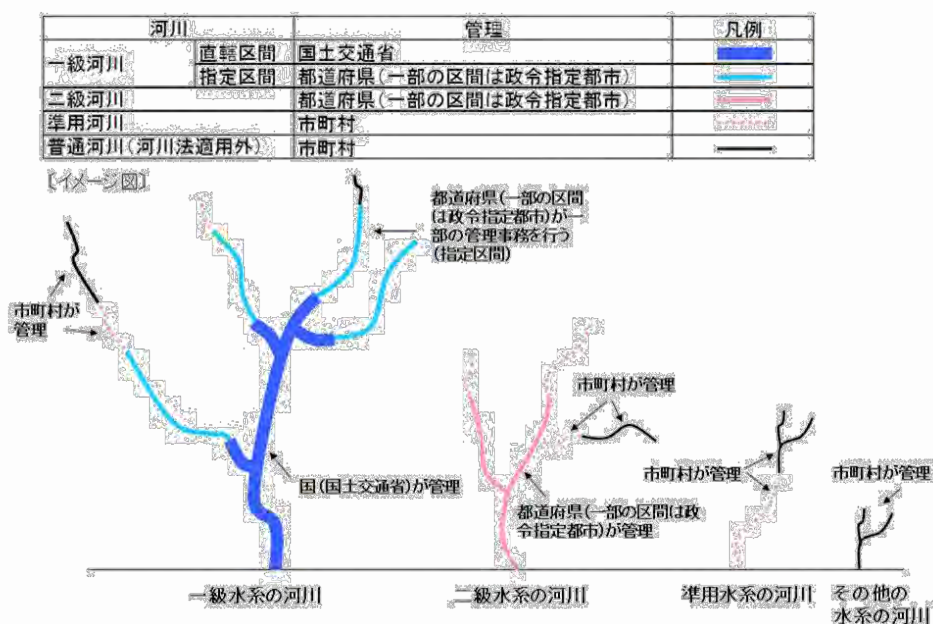 河川 管理 凡例
一級河川 直轄区間 国土交通省
指定区間 都道府県(一部の区間は政令指定都市)
二級河川 都道府県(一部の区間は政令指定都市)
準用河川 市町村
普通河川(河川法適用外) 市町村
[イメージ図]
都道府県(一部の区間
は政令指定都市)が一
部の管理事務を行う
(指定区間)
市町村が
管理
市町村が管理
国(国土交通省)が管理
市町村が管理
市町村が管理
都道府県(一部の区間は政
令指定都市)が管理
一級水系の河川
二級水系の河川
準用水系の河川
その他の
水系の河川